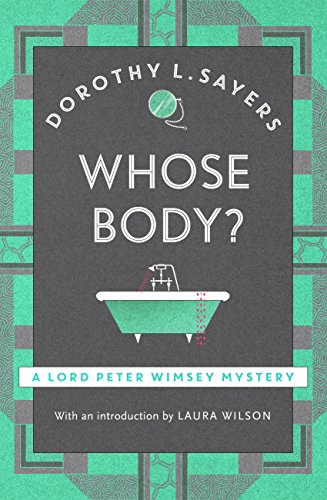 DOROTHY L. SAYERS
WHOSE
BODY?
A LORD PETER WIMSEY MYSTERY
With an introduction by LAURA WILSON